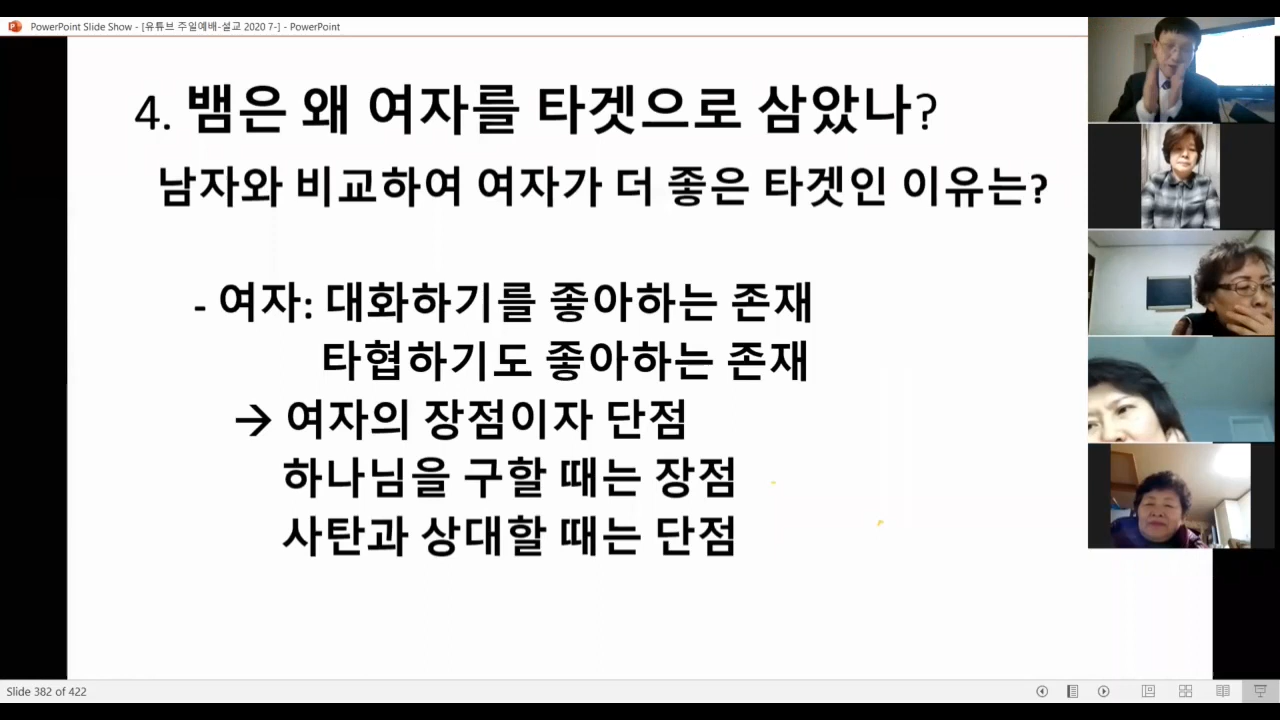 PowerPoint Slide Show - [유튜브 주일예배-설교 2020 7-] - PowerPoint
4. 뱀은 왜 여자를 타겟으로 삼았나?
남자와 비교하여 여자가 더 좋은 타겟인 이유는?
- 여자: 대화하기를 좋아하는 존재
타협하기도 좋아하는 존재
→ 여자의 장점이자 단점
하나님을 구할 때는 장점
사탄과 상대할 때는 단점
Slide 382 of 422